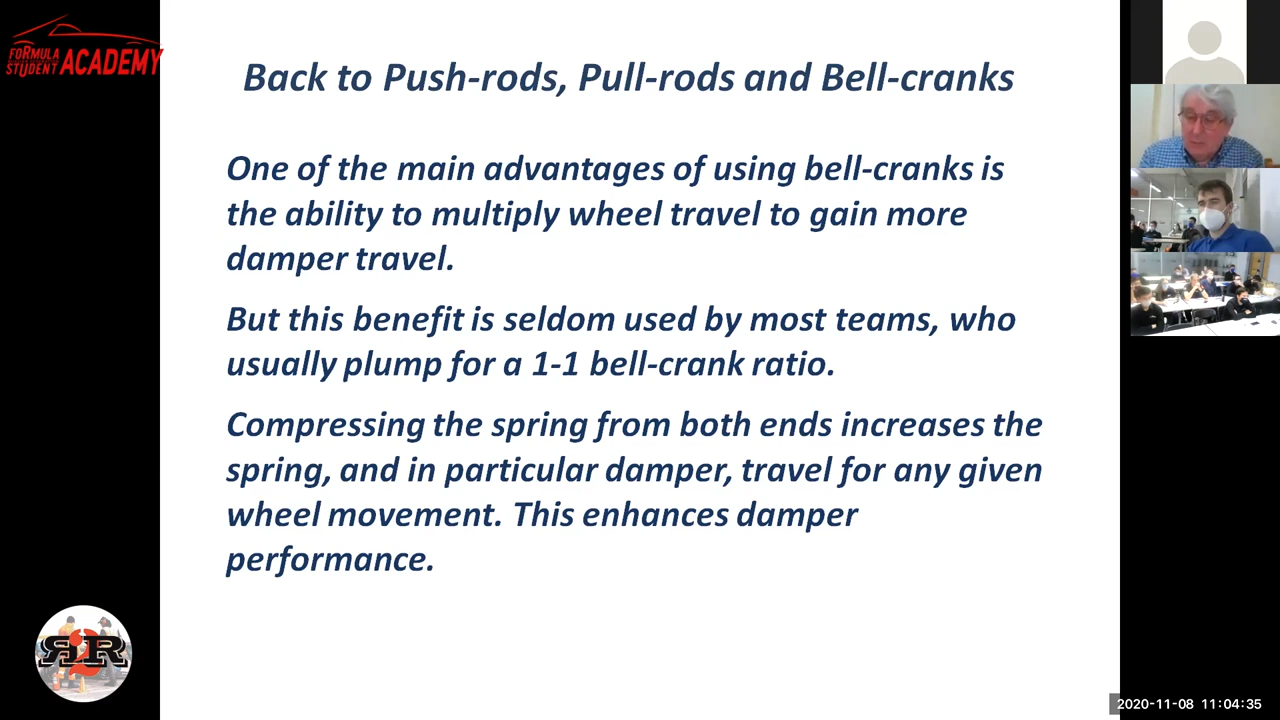 FORMULA
STUDENT ACADEMY
Back to Push-rods, Pull-rods and Bell-cranks
One of the main advantages of using bell-cranks is
the ability to multiply wheel travel to gain more
damper travel.
But this benefit is seldom used by most teams, who
usually plump for a 1-1 bell-crank ratio.
Compressing the spring from both ends increases the
spring, and in particular damper, travel for any given
wheel movement. This enhances damper
performance.
R2R
2020-11-08 11:04:35